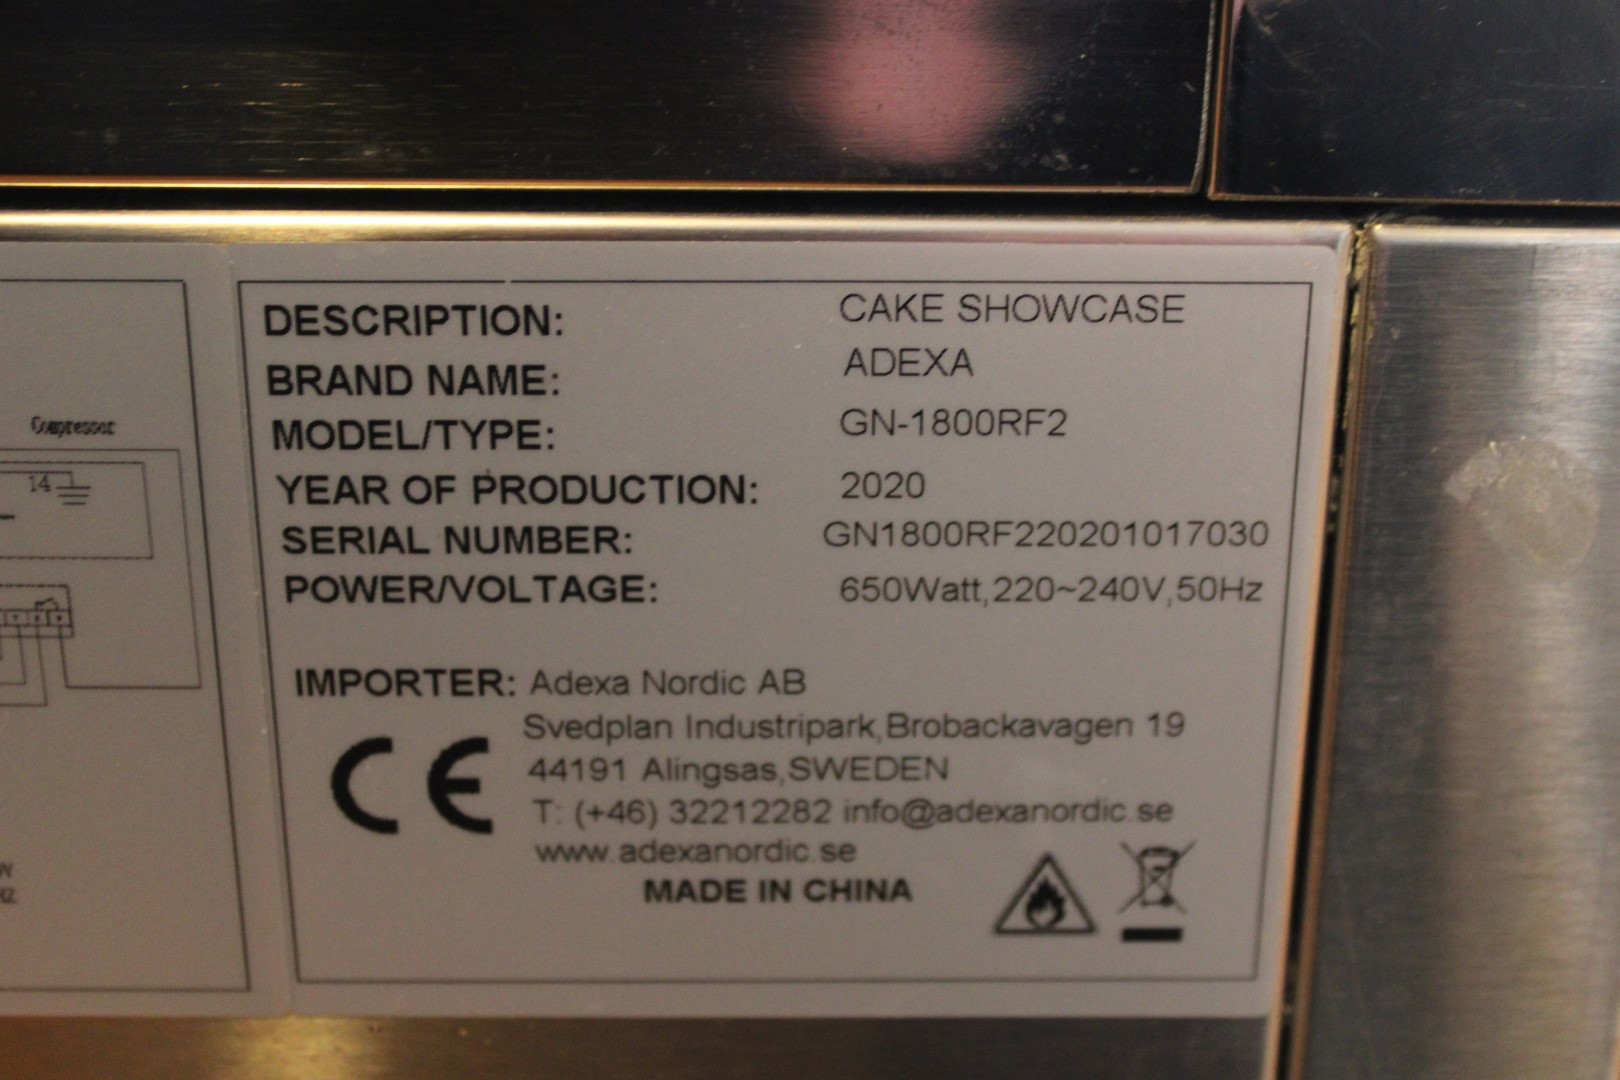 Compressor
14
DESCRIPTION: CAKE SHOWCASE
BRAND NAME: ADEXA
MODEL/TYPE: GN-1800RF2
YEAR OF PRODUCTION: 2020
SERIAL NUMBER: GN1800RF220201017030
POWER/VOLTAGE: 650Watt,220~240V,50Hz
IMPORTER: Adexa Nordic AB
Svedplan Industripark,Brobackavagen 19
44191 Alingsas,SWEDEN
T: (+46) 32212282 info@adexanordic.se
www.adexanordic.se
MADE IN CHINA
CE